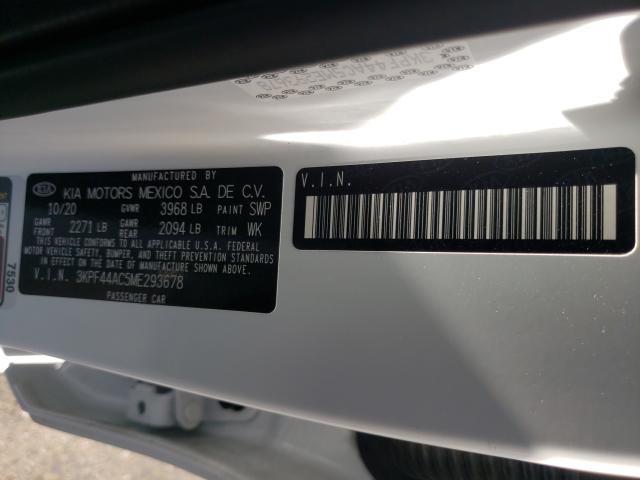 3KPF44AC5ME293678
MANUFACTURED BY
KIA KIA MOTORS MEXICO S.A. DE C.V.
10/20 GVWR 3968 LB PAINT SWP
GAWR FRONT 2271 LB GAWR REAR 2094 LB TRIM WK
THIS VEHICLE CONFORMS TO ALL APPLICABLE U.S.A. FEDERAL
MOTOR VEHICLE SAFETY, BUMPER, AND THEFT PREVENTION STANDARDS
IN EFFECT ON THE DATE OF MANUFACTURE SHOWN ABOVE.
V.I.N. 3KPF44AC5ME293678
PASSENGER CAR
V.I.N.
7530